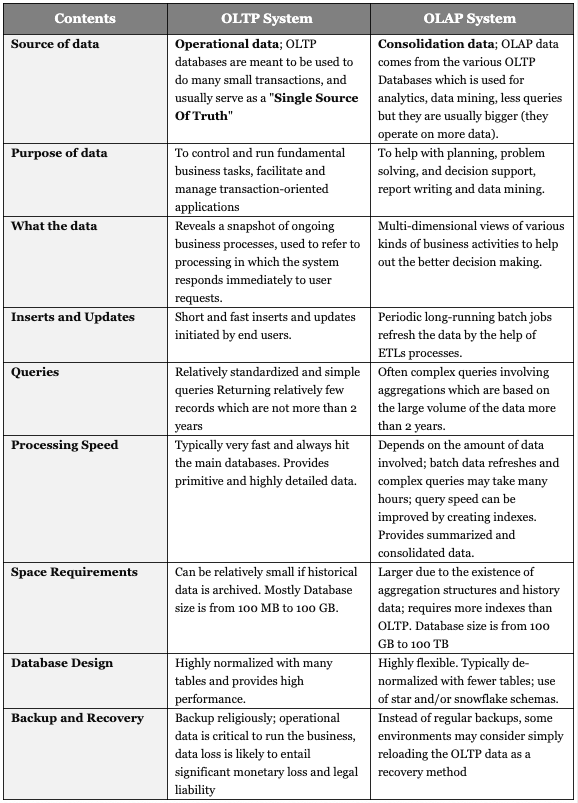 Contents OLTP System OLAP System
Source of data
Operational data; OLTP
databases are meant to be used to
do many small transactions, and
usually serve as a "Single Source
Of Truth"
Consolidation data; OLAP data
comes from the various OLTP
Databases which is used for
analytics, data mining, less queries
but they are usually bigger (they
operate on more data).
Purpose of data
To control and run fundamental
business tasks, facilitate and
manage transaction-oriented
applications
To help with planning, problem
solving, and decision support,
report writing and data mining.
What the data
Reveals a snapshot of ongoing
business processes, used to refer to
processing in which the system
responds immediately to user
requests.
Multi-dimensional views of various
kinds of business activities to help
out the better decision making.
Inserts and Updates
Short and fast inserts and updates
initiated by end users.
Periodic long-running batch jobs
refresh the data by the help of
ETLs processes.
Queries
Relatively standardized and simple
queries Returning relatively few
records which are not more than 2
years
Often complex queries involving
aggregations which are based on
the large volume of the data more
than 2 years.
Processing Speed
Typically very fast and always hit
the main databases. Provides
primitive and highly detailed data.
Depends on the amount of data
involved; batch data refreshes and
complex queries may take many
hours; query speed can be
improved by creating indexes.
Provides summarized and
consolidated data.
Space Requirements
Can be relatively small if historical
data is archived. Mostly Database
size is from 100 MB to 100 GB.
Larger due to the existence of
aggregation structures and history
data; requires more indexes than
OLTP. Database size is from 100
GB to 100 TB
Database Design
Highly normalized with many
tables and provides high
performance.
Highly flexible. Typically de-
normalized with fewer tables; use
of star and/or snowflake schemas.
Backup and Recovery
Backup religiously; operational
data is critical to run the business,
data loss is likely to entail
significant monetary loss and legal
liability
Instead of regular backups, some
environments may consider simply
reloading the OLTP data as a
recovery method